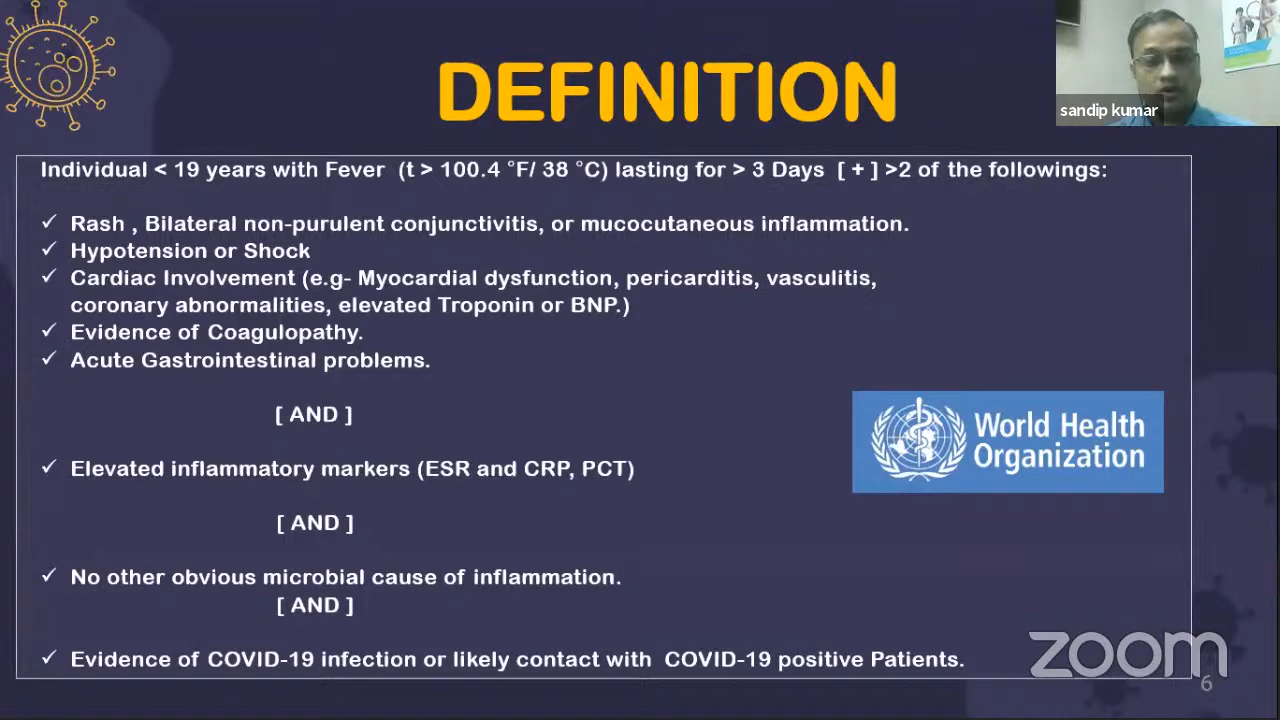 DEFINITION
sandip kumar
Individual < 19 years with Fever (t > 100.4 °F/ 38 °C) lasting for > 3 Days [ + ] >2 of the followings:
✓ Rash , Bilateral non-purulent conjunctivitis, or mucocutaneous inflammation.
✓ Hypotension or Shock
✓ Cardiac Involvement (e.g- Myocardial dysfunction, pericarditis, vasculitis,
coronary abnormalities, elevated Troponin or BNP.)
✓ Evidence of Coagulopathy.
✓ Acute Gastrointestinal problems.
[ AND ]
World Health
Organization
✓ Elevated inflammatory markers (ESR and CRP, PCT)
[ AND ]
✓ No other obvious microbial cause of inflammation.
[ AND ]
✓ Evidence of COVID-19 infection or likely contact with COVID-19 positive Patients.
zoom
6